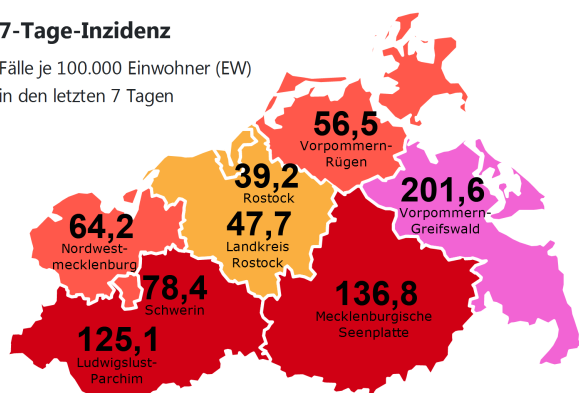 7-Tage-Inzidenz
Fälle je 100.000 Einwohner (EW)
in den letzten 7 Tagen
56,5
Vorpommern-
Rügen
39,2
Rostock
201,6
Vorpommern-
Greifswald
64,2
Nordwest-
mecklenburg
47,7
Landkreis
Rostock
78,4
Schwerin
136,8
Mecklenburgische
Seenplatte
125,1
Ludwigslust-
Parchim